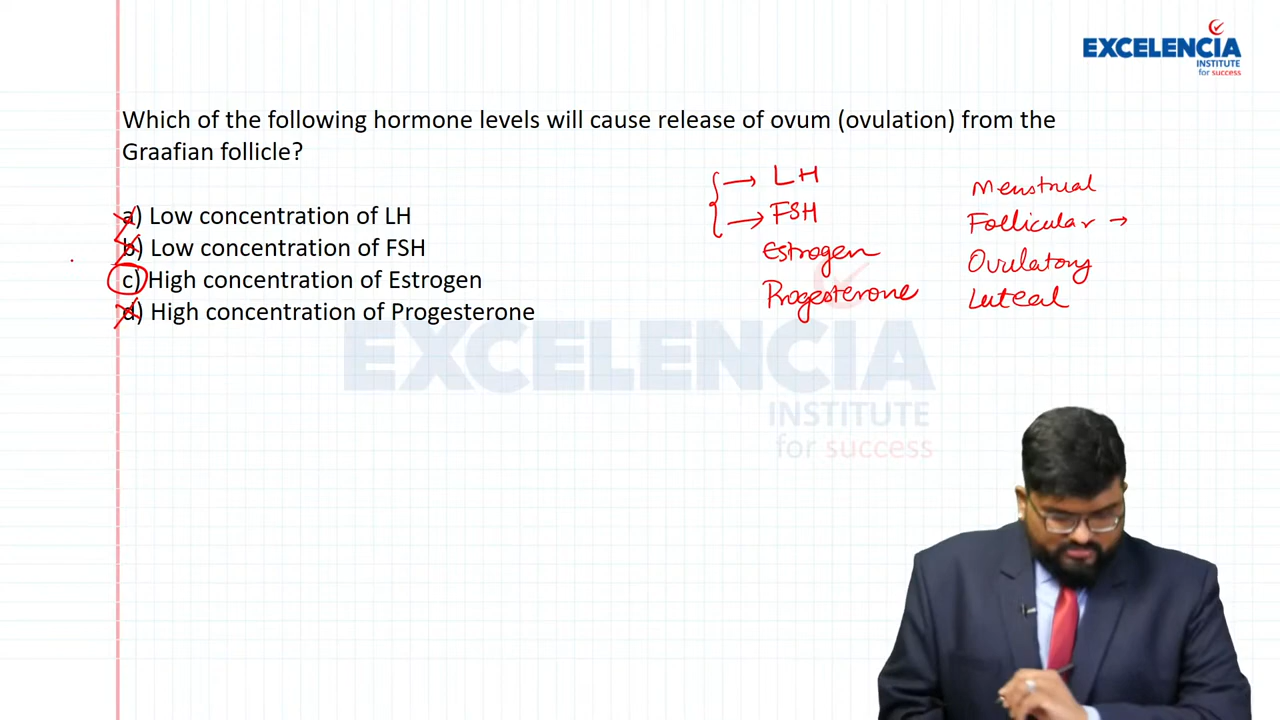 EXCELENCIA
INSTITUTE
for success
Which of the following hormone levels will cause release of ovum (ovulation) from the
Graafian follicle?
a) Low concentration of LH
b) Low concentration of FSH
c) High concentration of Estrogen
d) High concentration of Progesterone
→ LH
→ FSH
Estrogen
Progesterone
Menstrual
Follicular →
Ovulatory
Luteal
EXCELENCIA
INSTITUTE
for success